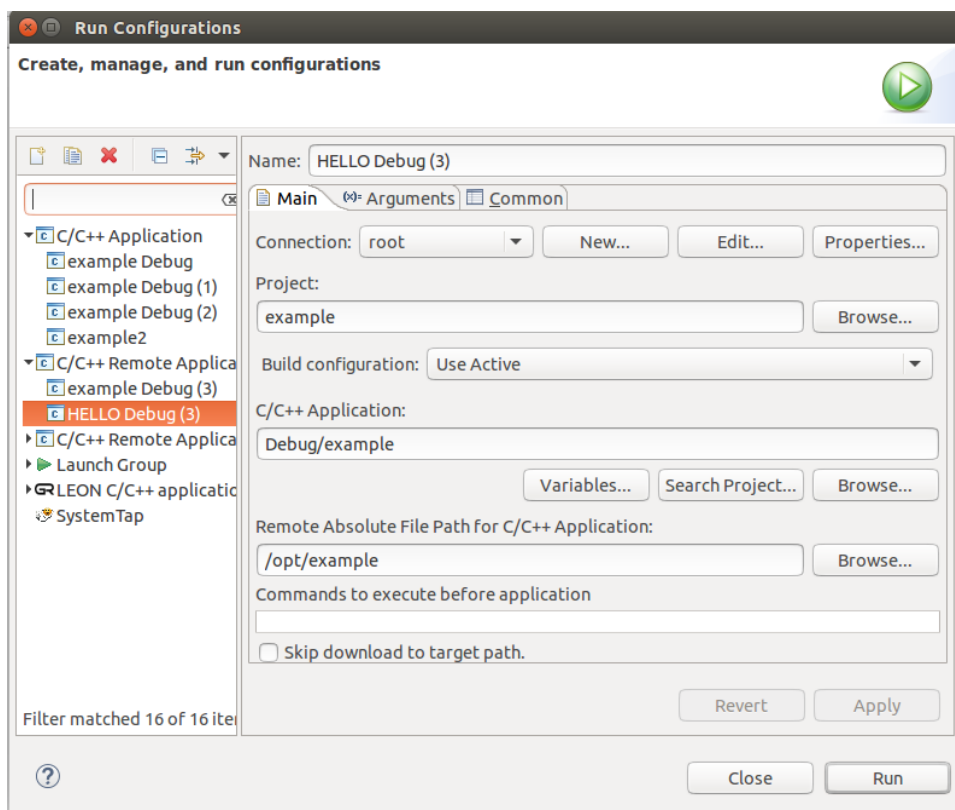 Run Configurations
Create, manage, and run configurations
Name: HELLO Debug (3)
Main (x)= Arguments Common
C/C++ Application
example Debug
example Debug (1)
example Debug (2)
example2
C/C++ Remote Applica
example Debug (3)
HELLO Debug (3)
C/C++ Remote Applica
Launch Group
GR LEON C/C++ applicatio
SystemTap
Filter matched 16 of 16 iter
Connection: root New... Edit... Properties...
Project:
example Browse...
Build configuration: Use Active
C/C++ Application:
Debug/example
Variables... Search Project... Browse...
Remote Absolute File Path for C/C++ Application:
/opt/example Browse...
Commands to execute before application
Skip download to target path.
Revert Apply
? Close Run